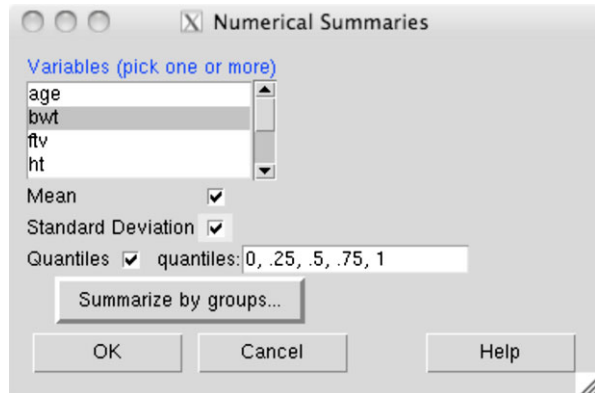 Numerical Summaries
Variables (pick one or more)
age
bwt
ftv
ht
Mean
Standard Deviation
Quantiles quantiles: 0, .25, .5, .75, 1
Summarize by groups...
OK Cancel Help